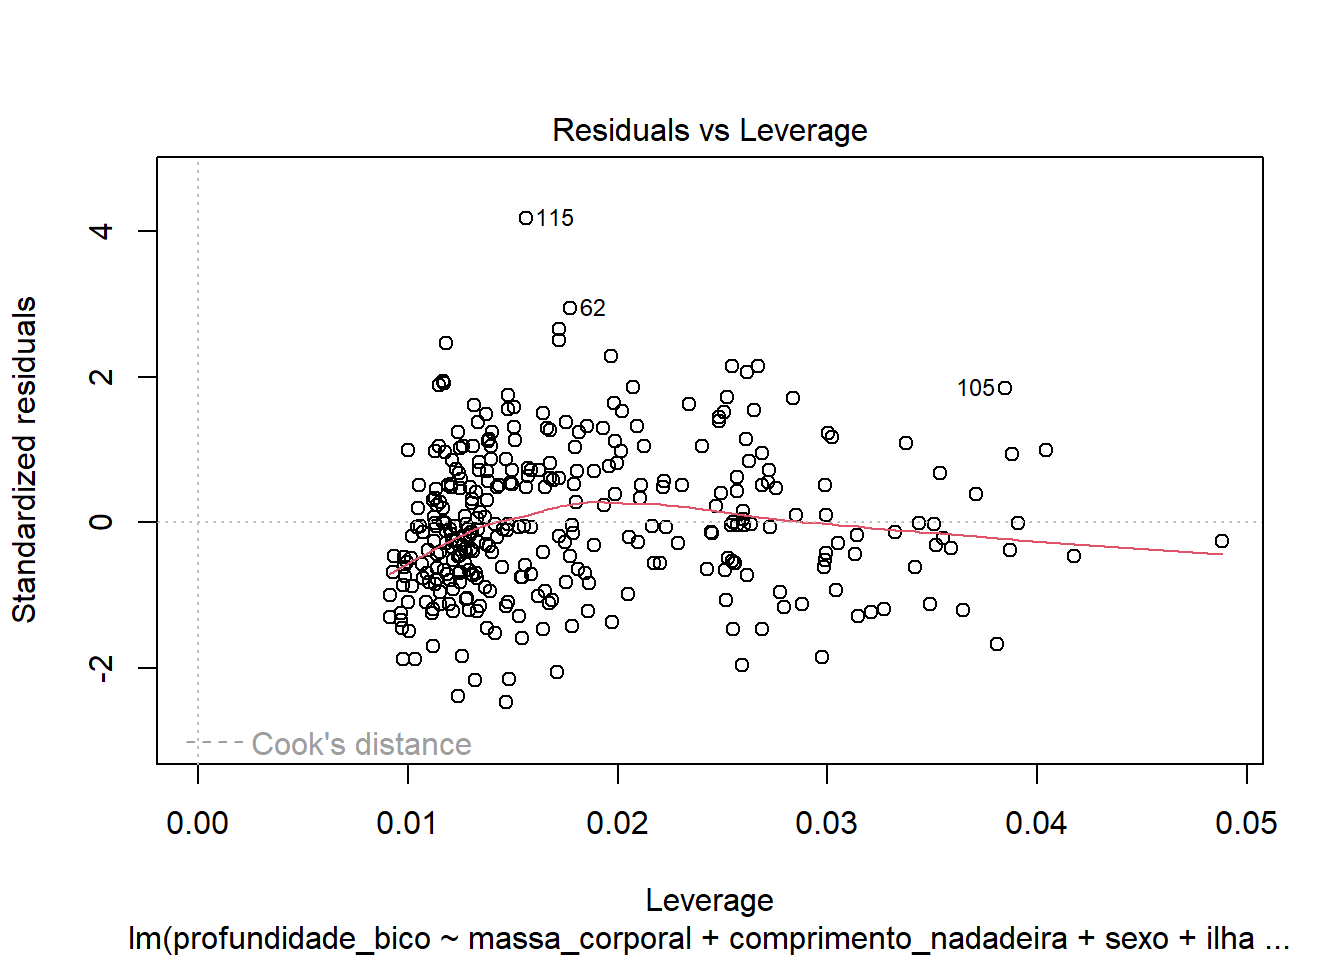 Residuals vs Leverage
Standardized residuals
4
2
0
-2
115
62
105
Cook's distance
0.00 0.01 0.02 0.03 0.04 0.05
Leverage
lm(profundidade_bico ~ massa_corporal + comprimento_nadadeira + sexo + ilha ...